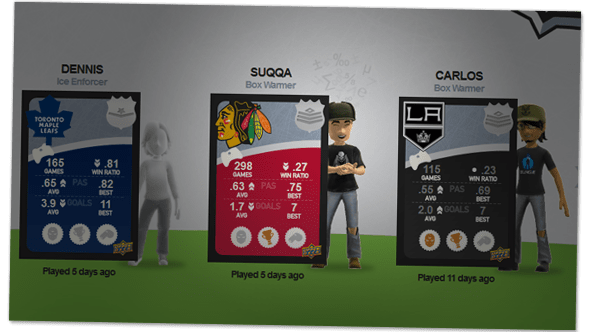 DENNIS
Ice Enforcer
TORONTO
MAPLE
LEAFS
165
GAMES
.81
WIN RATIO
.65
AVG
PAS
.82
BEST
3.9
AVG
GOALS
11
BEST
Played 5 days ago
SUQQA
Box Warmer
298
GAMES
.27
WIN RATIO
.63
AVG
PAS
.75
BEST
1.7
AVG
GOALS
7
BEST
Played 5 days ago
CARLOS
Box Warmer
LA
KINGS
115
GAMES
.23
WIN RATIO
.55
AVG
PAS
.69
BEST
2.0
AVG
GOALS
7
BEST
Played 11 days ago